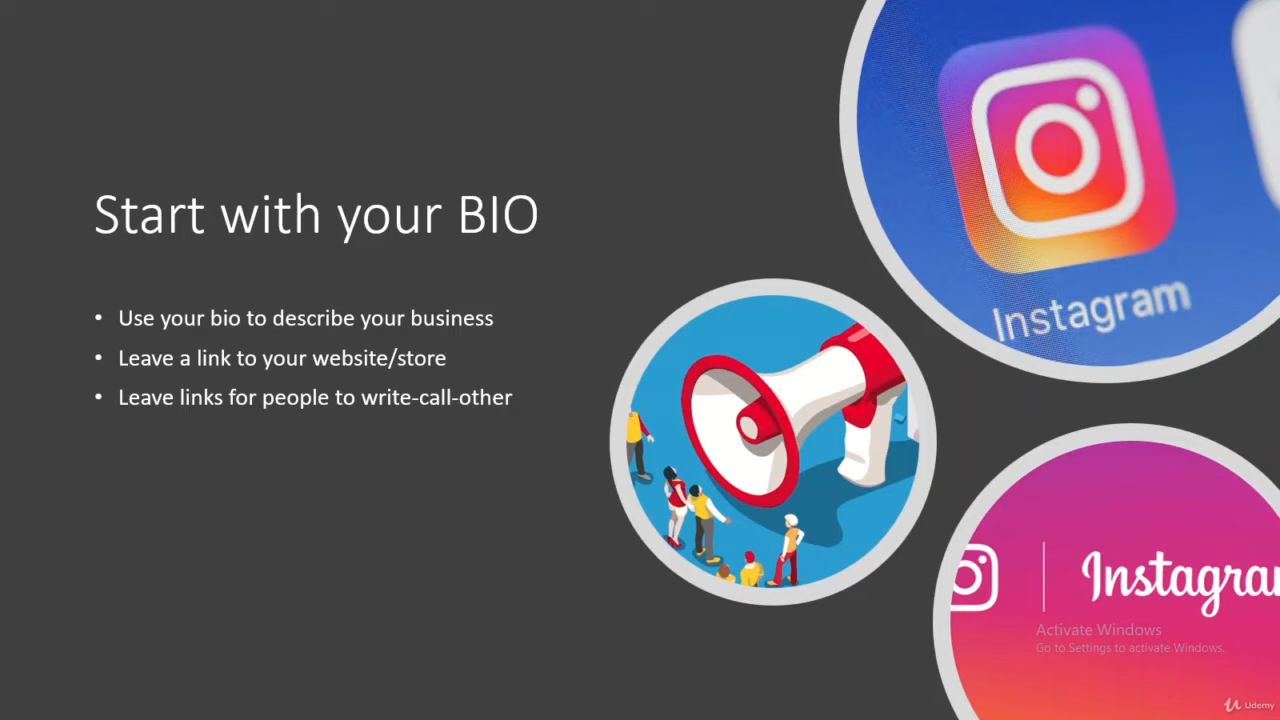 Start with your BIO
• Use your bio to describe your business
• Leave a link to your website/store
• Leave links for people to write-call-other
Instagram
Instagra
Activate Windows
Go to Settings to activate Windows.
Udemy